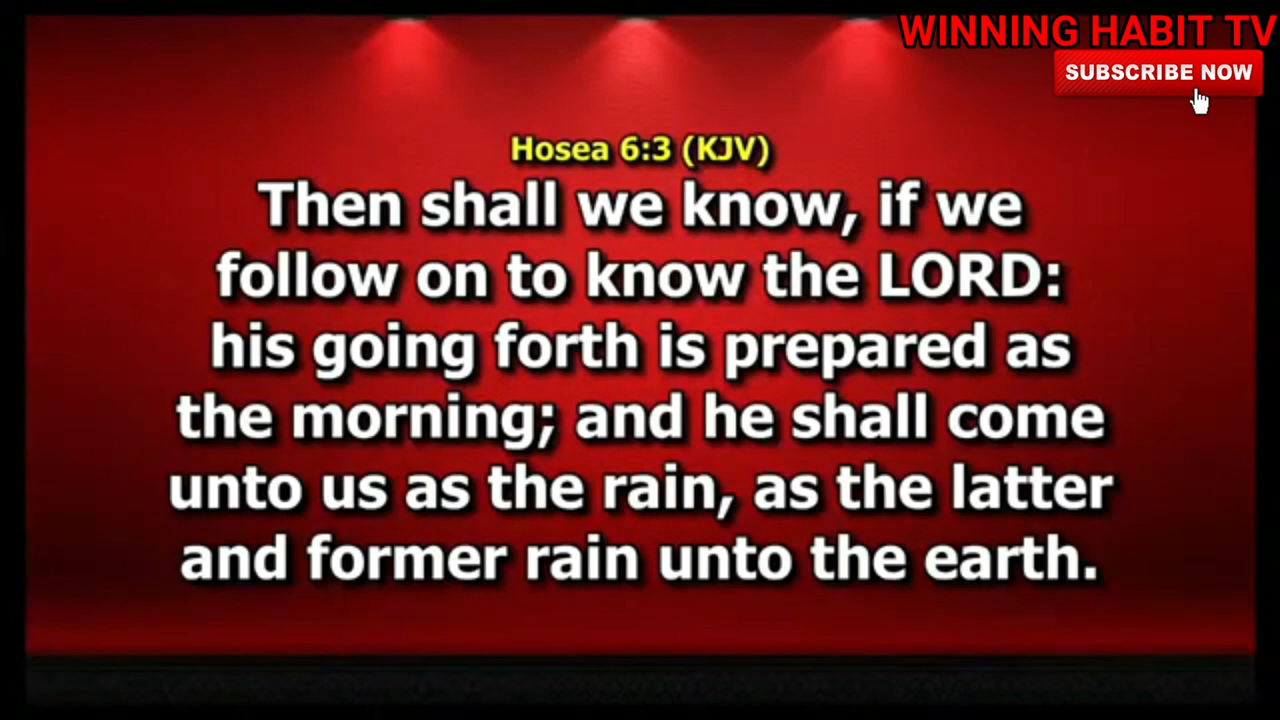 WINNING HABIT TV
SUBSCRIBE NOW
Hosea 6:3 (KJV)
Then shall we know, if we
follow on to know the LORD:
his going forth is prepared as
the morning; and he shall come
unto us as the rain, as the latter
and former rain unto the earth.